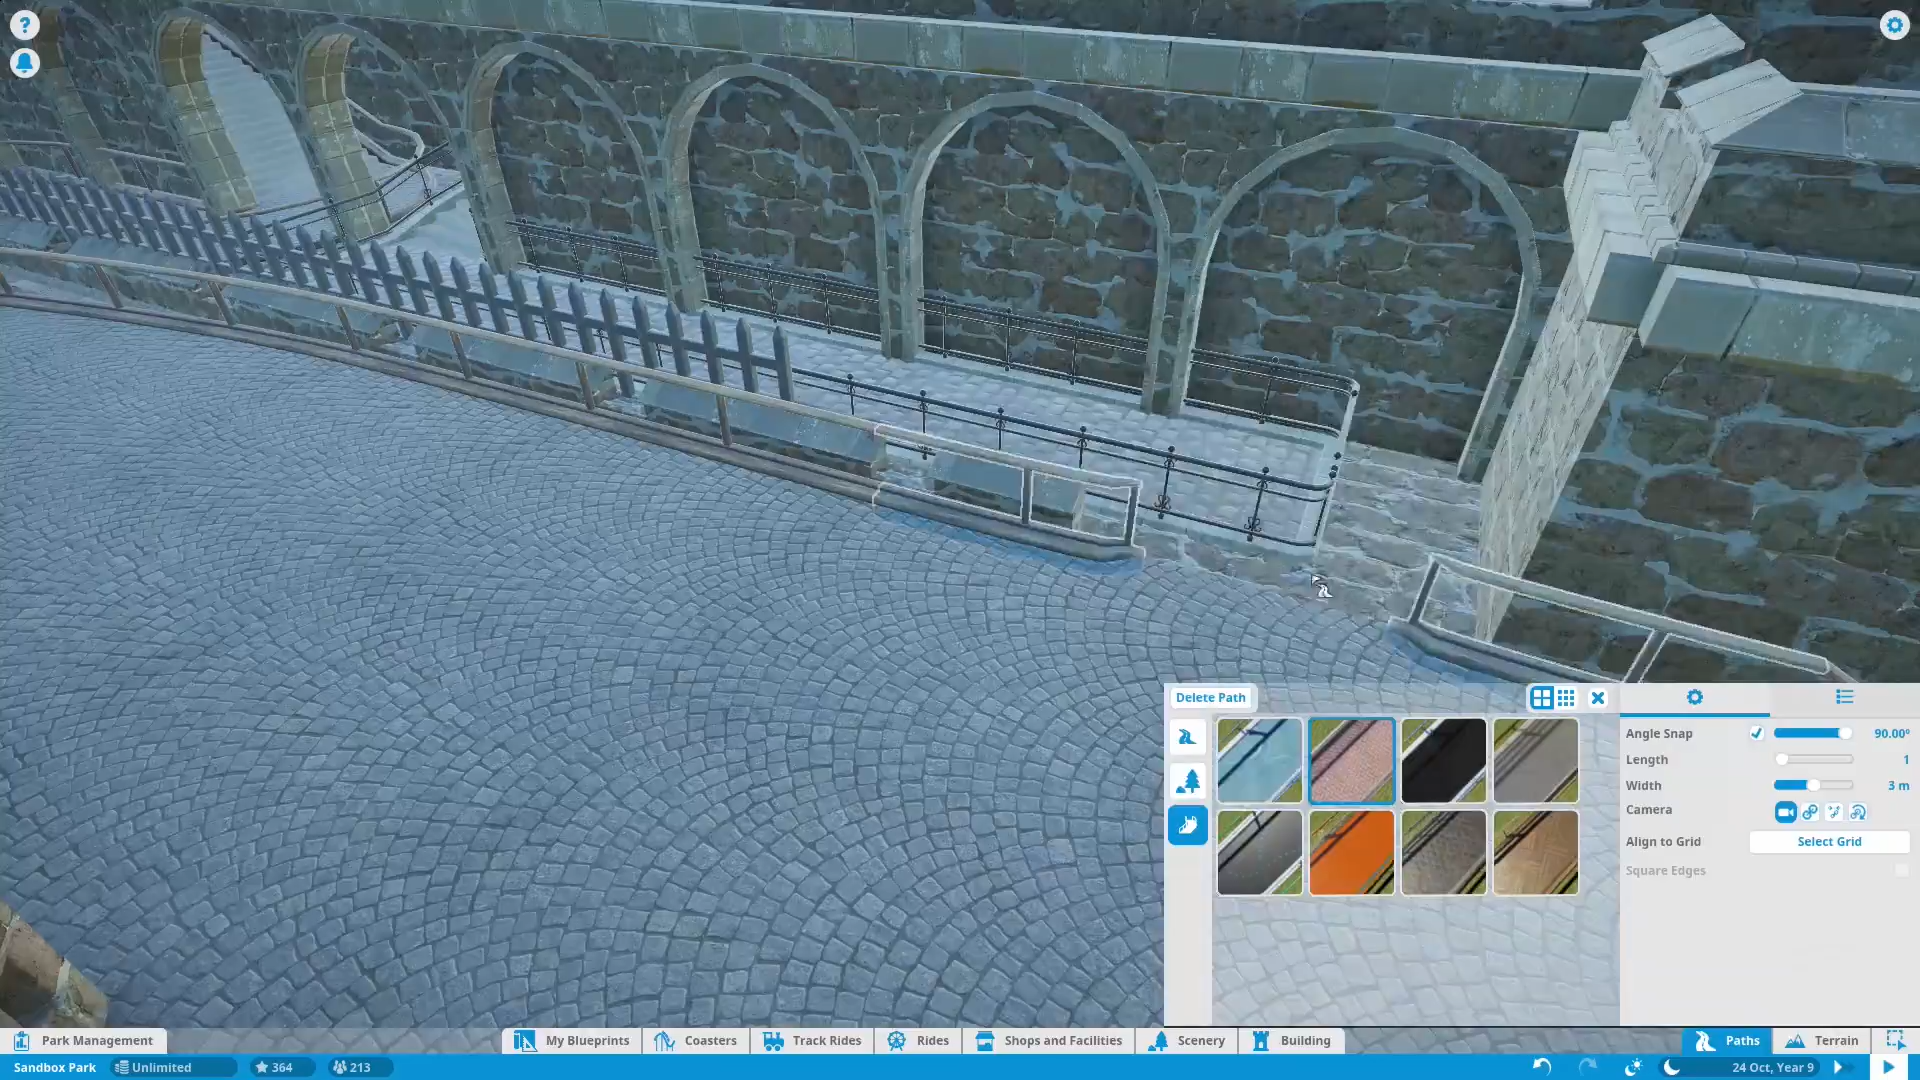 ?
Delete Path
Angle Snap 90.00°
Length 1
Width 3 m
Camera
Align to Grid Select Grid
Square Edges
Park Management My Blueprints Coasters Track Rides Rides Shops and Facilities Scenery Building Paths Terrain
Sandbox Park Unlimited 364 213 24 Oct, Year 9